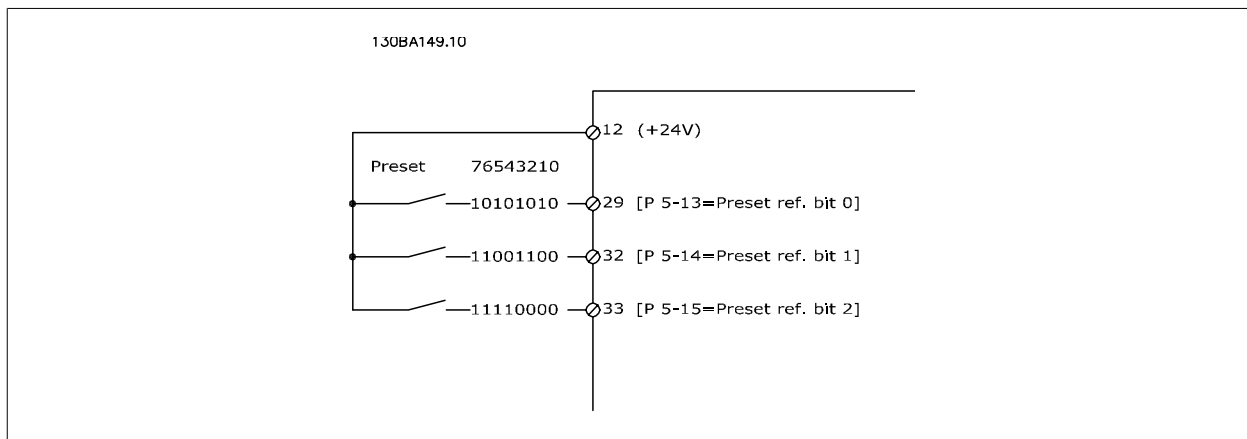 130BA149.10
12 (+24V)
Preset 76543210
10101010 29 [P 5-13=Preset ref. bit 0]
11001100 32 [P 5-14=Preset ref. bit 1]
11110000 33 [P 5-15=Preset ref. bit 2]